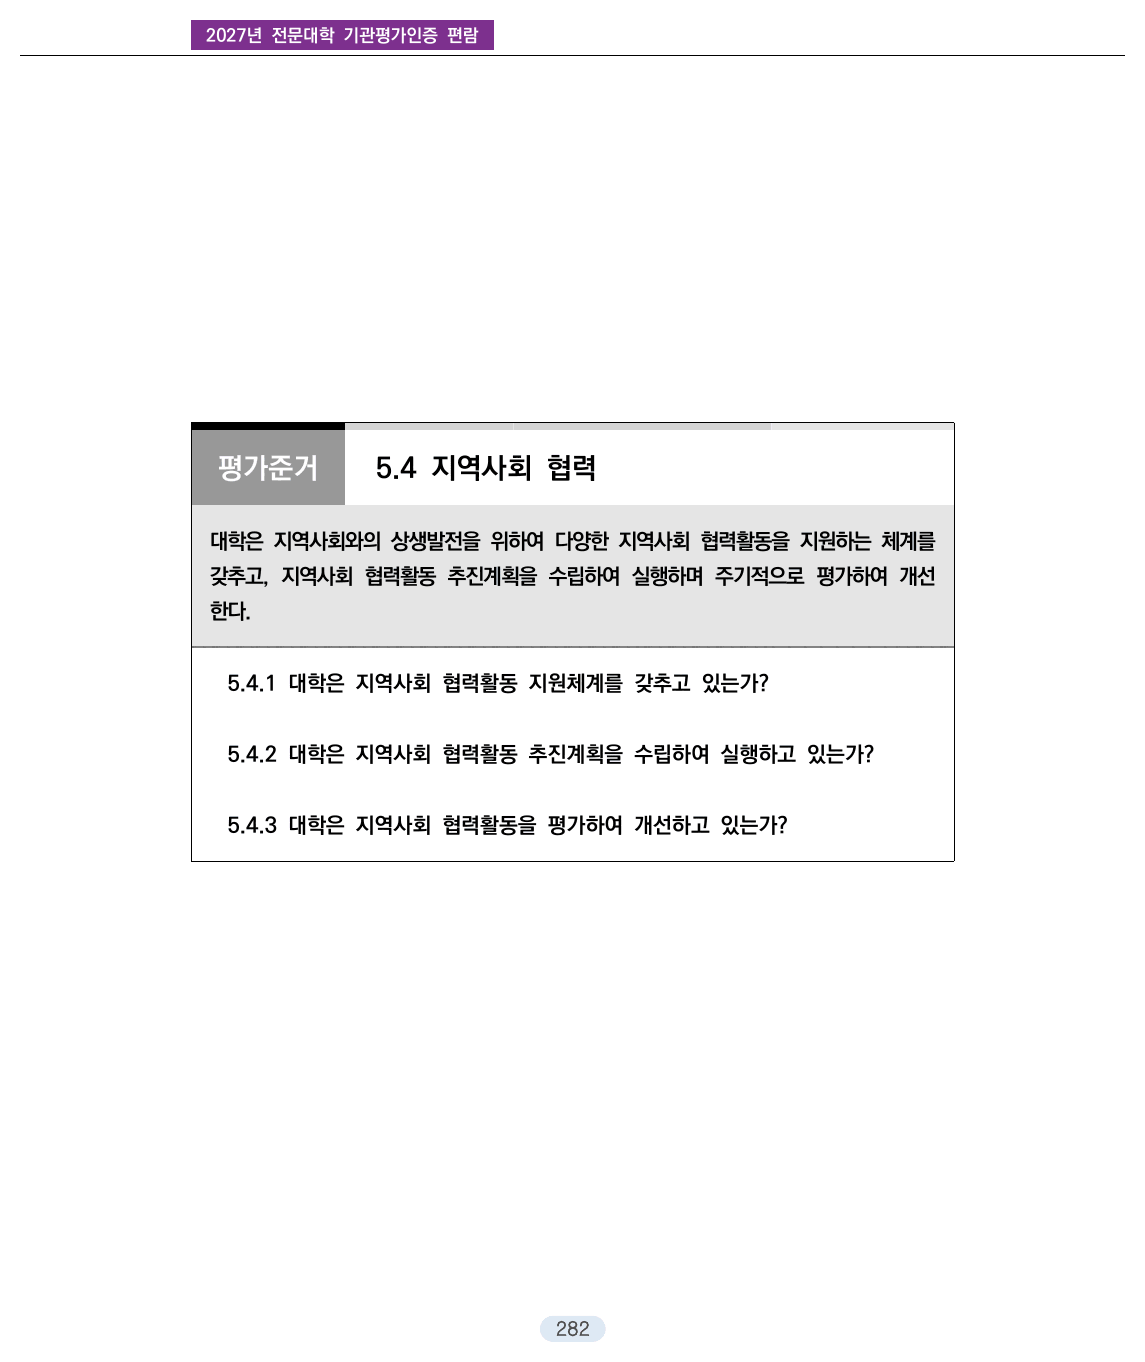 2027년 전문대학 기관평가인증 편람
평가준거
5.4 지역사회 협력
대학은 지역사회와의 상생발전을 위하여 다양한 지역사회 협력활동을 지원하는 체계를
갖추고, 지역사회 협력활동 추진계획을 수립하여 실행하며 주기적으로 평가하여 개선
한다.
5.4.1 대학은 지역사회 협력활동 지원체계를 갖추고 있는가?
5.4.2 대학은 지역사회 협력활동 추진계획을 수립하여 실행하고 있는가?
5.4.3 대학은 지역사회 협력활동을 평가하여 개선하고 있는가?
282